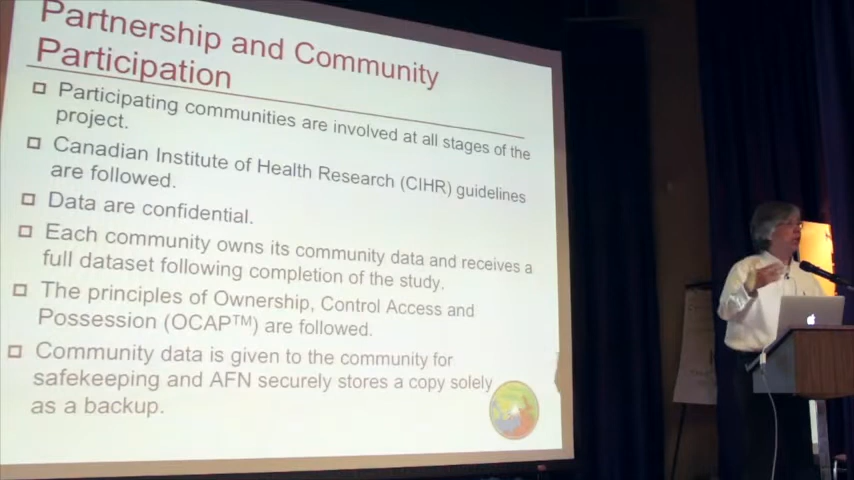 Partnership and Community
Participation
Participating communities are involved at all stages of the
project.
Canadian Institute of Health Research (CIHR) guidelines
are followed.
Data are confidential.
Each community owns its community data and receives a
full dataset following completion of the study.
The principles of Ownership, Control Access and
Possession (OCAP™) are followed.
Community data is given to the community for
safekeeping and AFN securely stores a copy solely
as a backup.